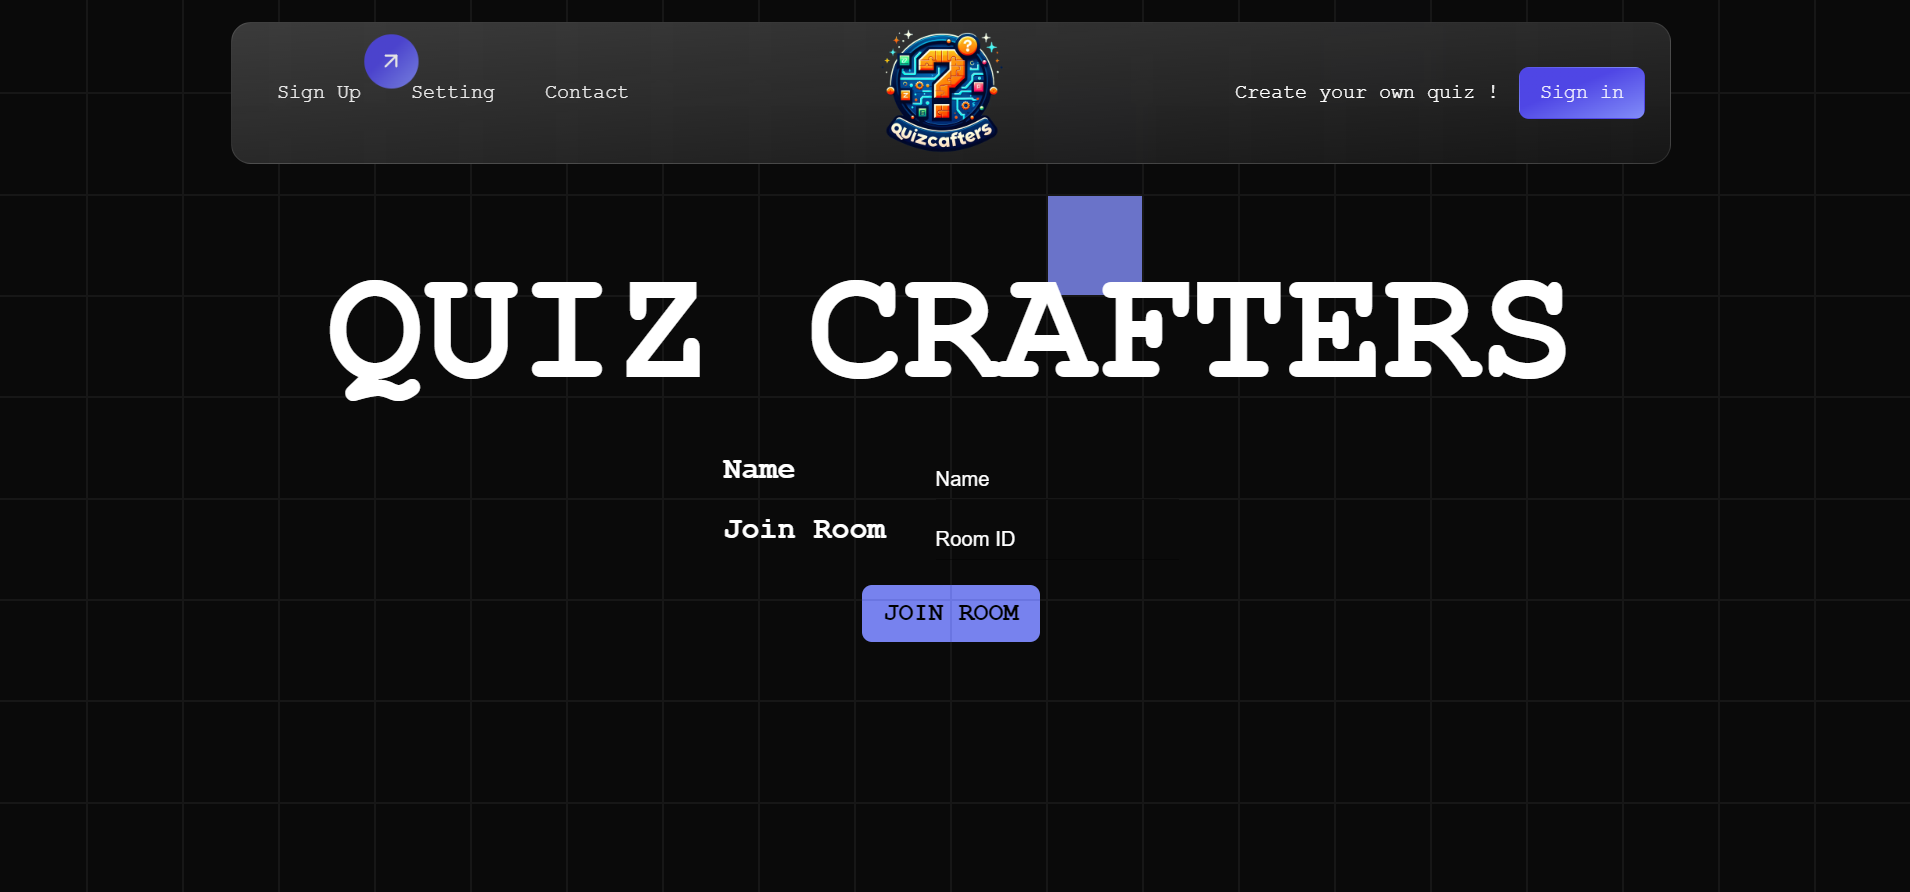 Sign Up
Setting
Contact
?
?
quizcafters
Create your own quiz !
Sign in
QUIZ CRAFTERS
Name
Name
Join Room
Room ID
JOIN ROOM